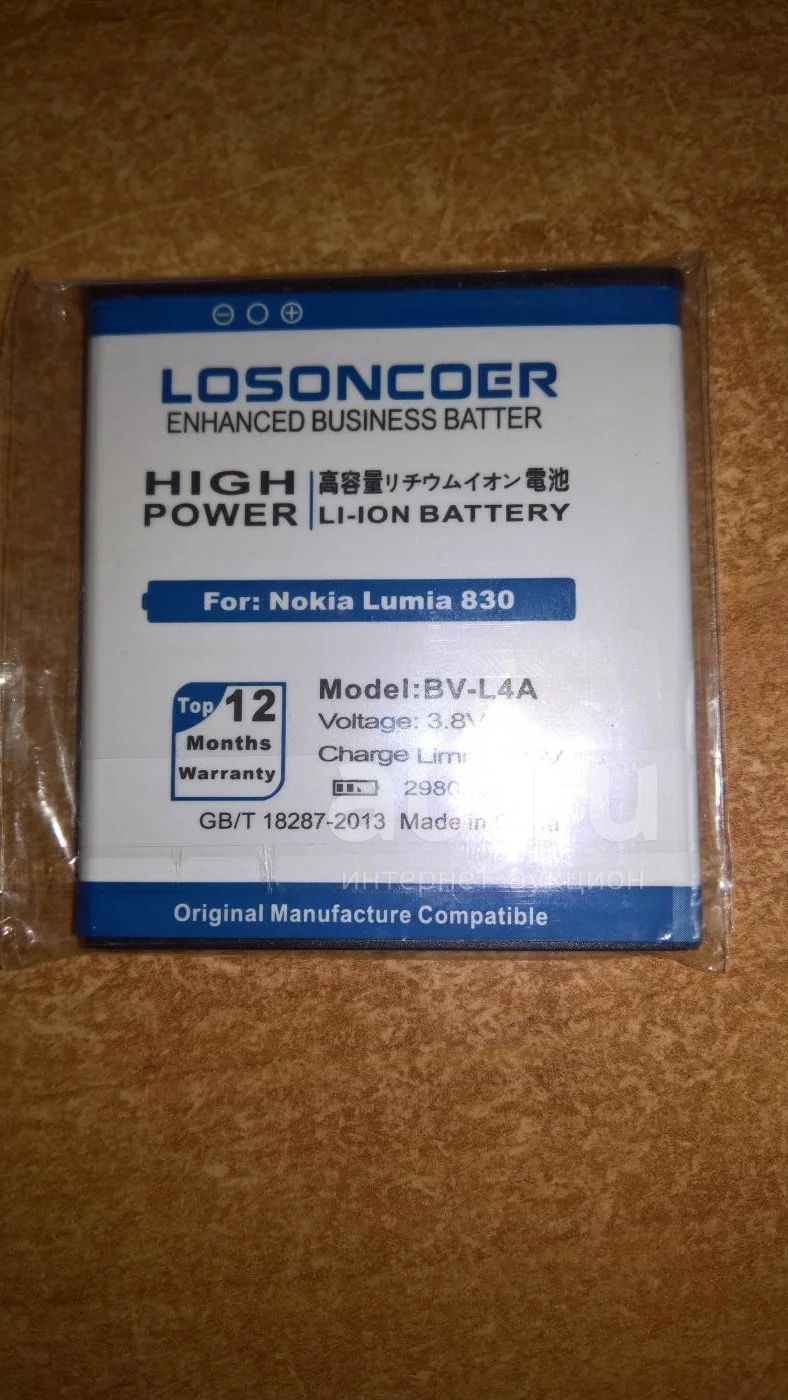 LOSONCOER
ENHANCED BUSINESS BATTER
HIGH
POWER
高容量リチウムイオン電池
LI-ION BATTERY
For: Nokia Lumia 830
Top 12
Months
Warranty
Model:BV-L4A
Voltage: 3.8V
Charge
2980
GB/T 18287-2013 Made in
Original Manufacture Compatible
au.ru
интернет аукцион